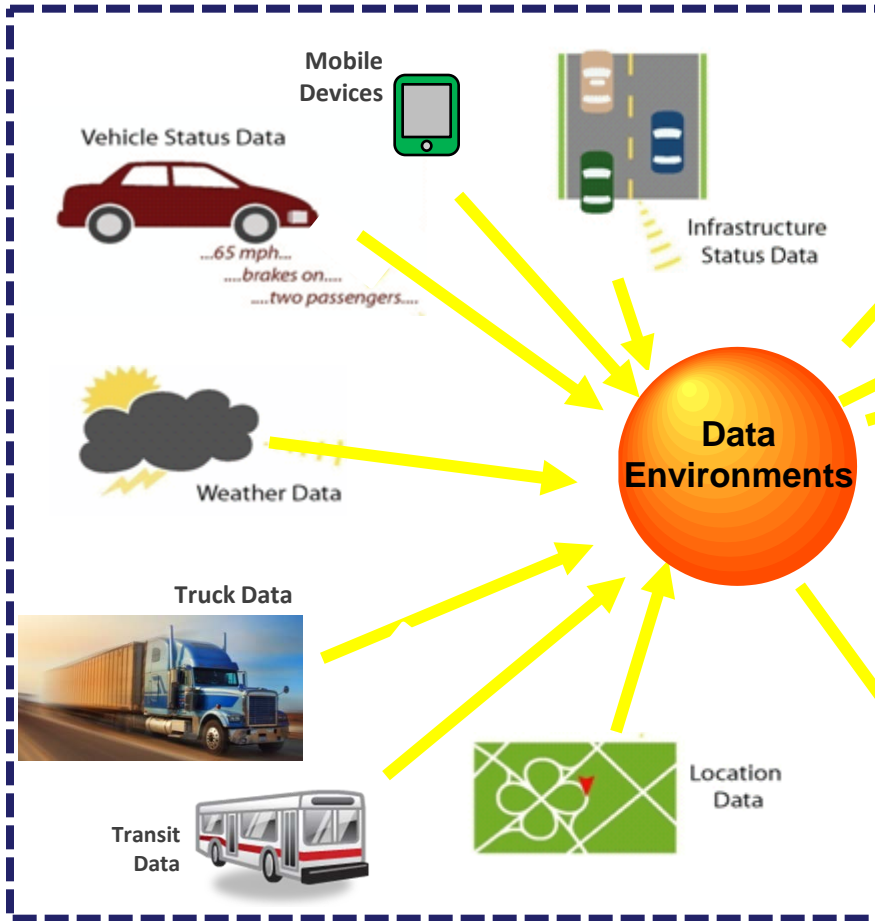 Mobile
Devices
Vehicle Status Data
...65 mph...
....brakes on....
....two passengers....
Infrastructure
Status Data
Data
Environments
Weather Data
Truck Data
Location
Data
Transit
Data